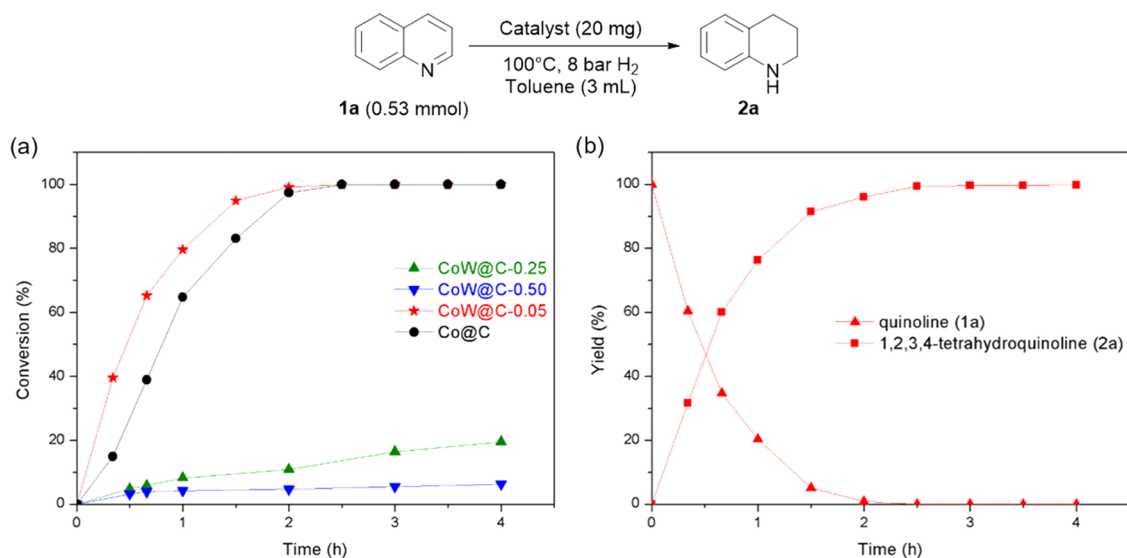 Catalyst (20 mg)
100°C, 8 bar H2
Toluene (3 mL)
N
N
H
1a (0.53 mmol)
2a
(a)
100
80
60
40
20
0
Conversion (%)
CoW@C-0.25
CoW@C-0.50
CoW@C-0.05
Co@C
0 1 2 3 4
Time (h)
(b)
100
80
60
40
20
0
Yield (%)
quinoline (1a)
1,2,3,4-tetrahydroquinoline (2a)
0 1 2 3 4
Time (h)